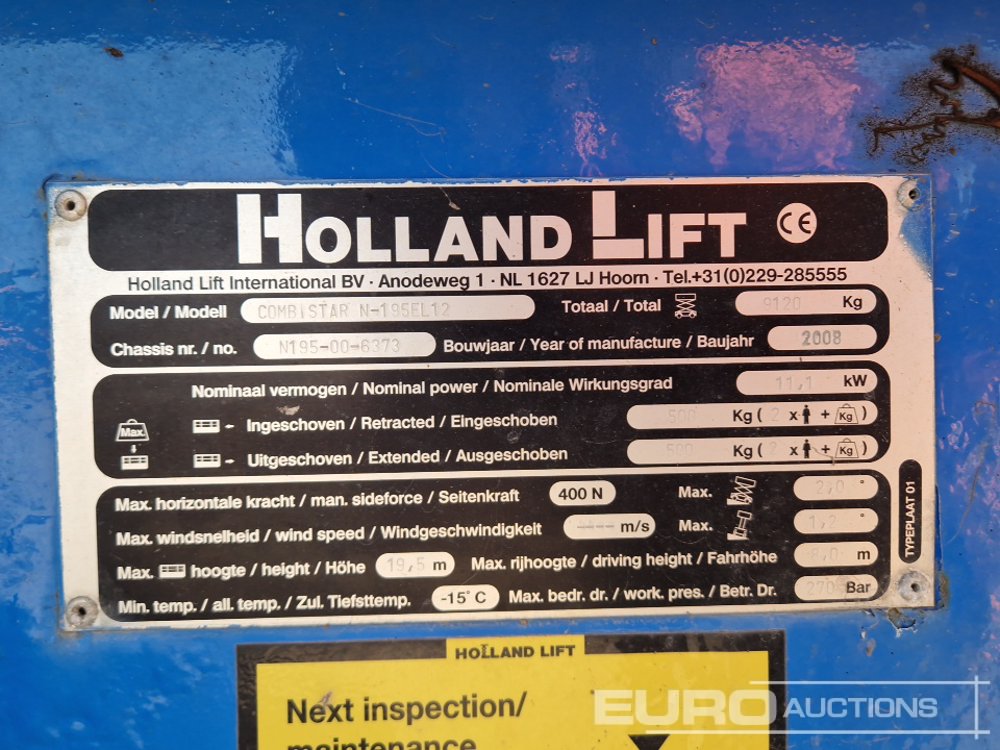 HOLLAND LIFT CE
Holland Lift International BV · Anodeweg 1 · NL 1627 LJ Hoorn · Tel.+31(0)229-285555
Model / Modell COMBISTAR N-195EL12 Totaal / Total 9120 Kg
Chassis nr. / no. N195-00-6373 Bouwjaar / Year of manufacture / Baujahr 2008
Nominaal vermogen / Nominal power / Nominale Wirkungsgrad 11,1 kW
Max. Ingeschoven / Retracted / Eingeschoben 500 Kg ( 2 x + Kg )
Uitgeschoven / Extended / Ausgeschoben 500 Kg ( 2 x + Kg )
Max. horizontale kracht / man. sideforce / Seitenkraft 400 N Max. 2,0 °
Max. windsnelheid / wind speed / Windgeschwindigkeit ---- m/s Max. 1,2 °
Max. hoogte / height / Höhe 19,5 m Max. rijhoogte / driving height / Fahrhöhe 8,0 m
Min. temp. / all. temp. / Zul. Tiefsttemp. -15° C Max. bedr. dr. / work. pres. / Betr. Dr. 270 Bar
TYPEPLAAT 01
HOLLAND LIFT
Next inspection/
maintenance
EURO AUCTIONS